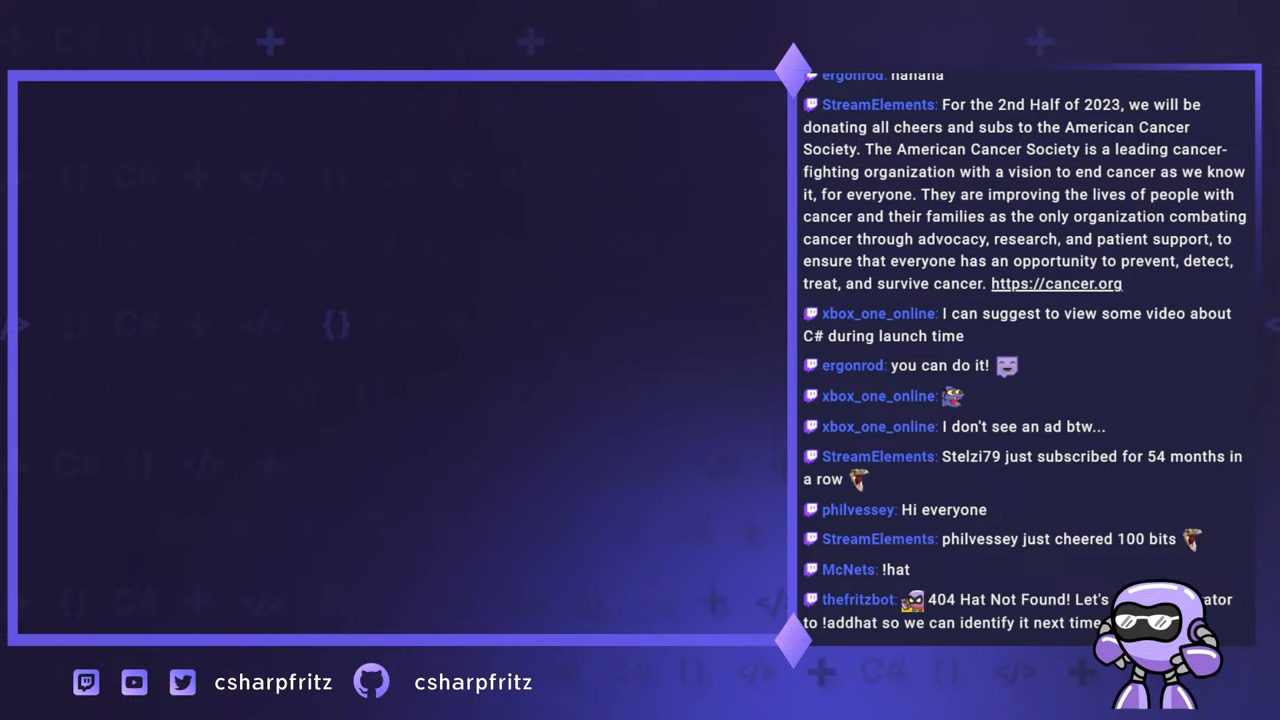 ergonrod: hahaha
StreamElements: For the 2nd Half of 2023, we will be
donating all cheers and subs to the American Cancer
Society. The American Cancer Society is a leading cancer-
fighting organization with a vision to end cancer as we know
it, for everyone. They are improving the lives of people with
cancer and their families as the only organization combating
cancer through advocacy, research, and patient support, to
ensure that everyone has an opportunity to prevent, detect,
treat, and survive cancer. https://cancer.org
xbox_one_online: I can suggest to view some video about
C# during launch time
ergonrod: you can do it!
xbox_one_online:
xbox_one_online: I don't see an ad btw...
StreamElements: Stelzi79 just subscribed for 54 months in
a row
philvessey: Hi everyone
StreamElements: philvessey just cheered 100 bits
McNets: !hat
thefritzbot: 404 Hat Not Found! Let's
to !addhat so we can identify it next time
csharpfritz csharpfritz